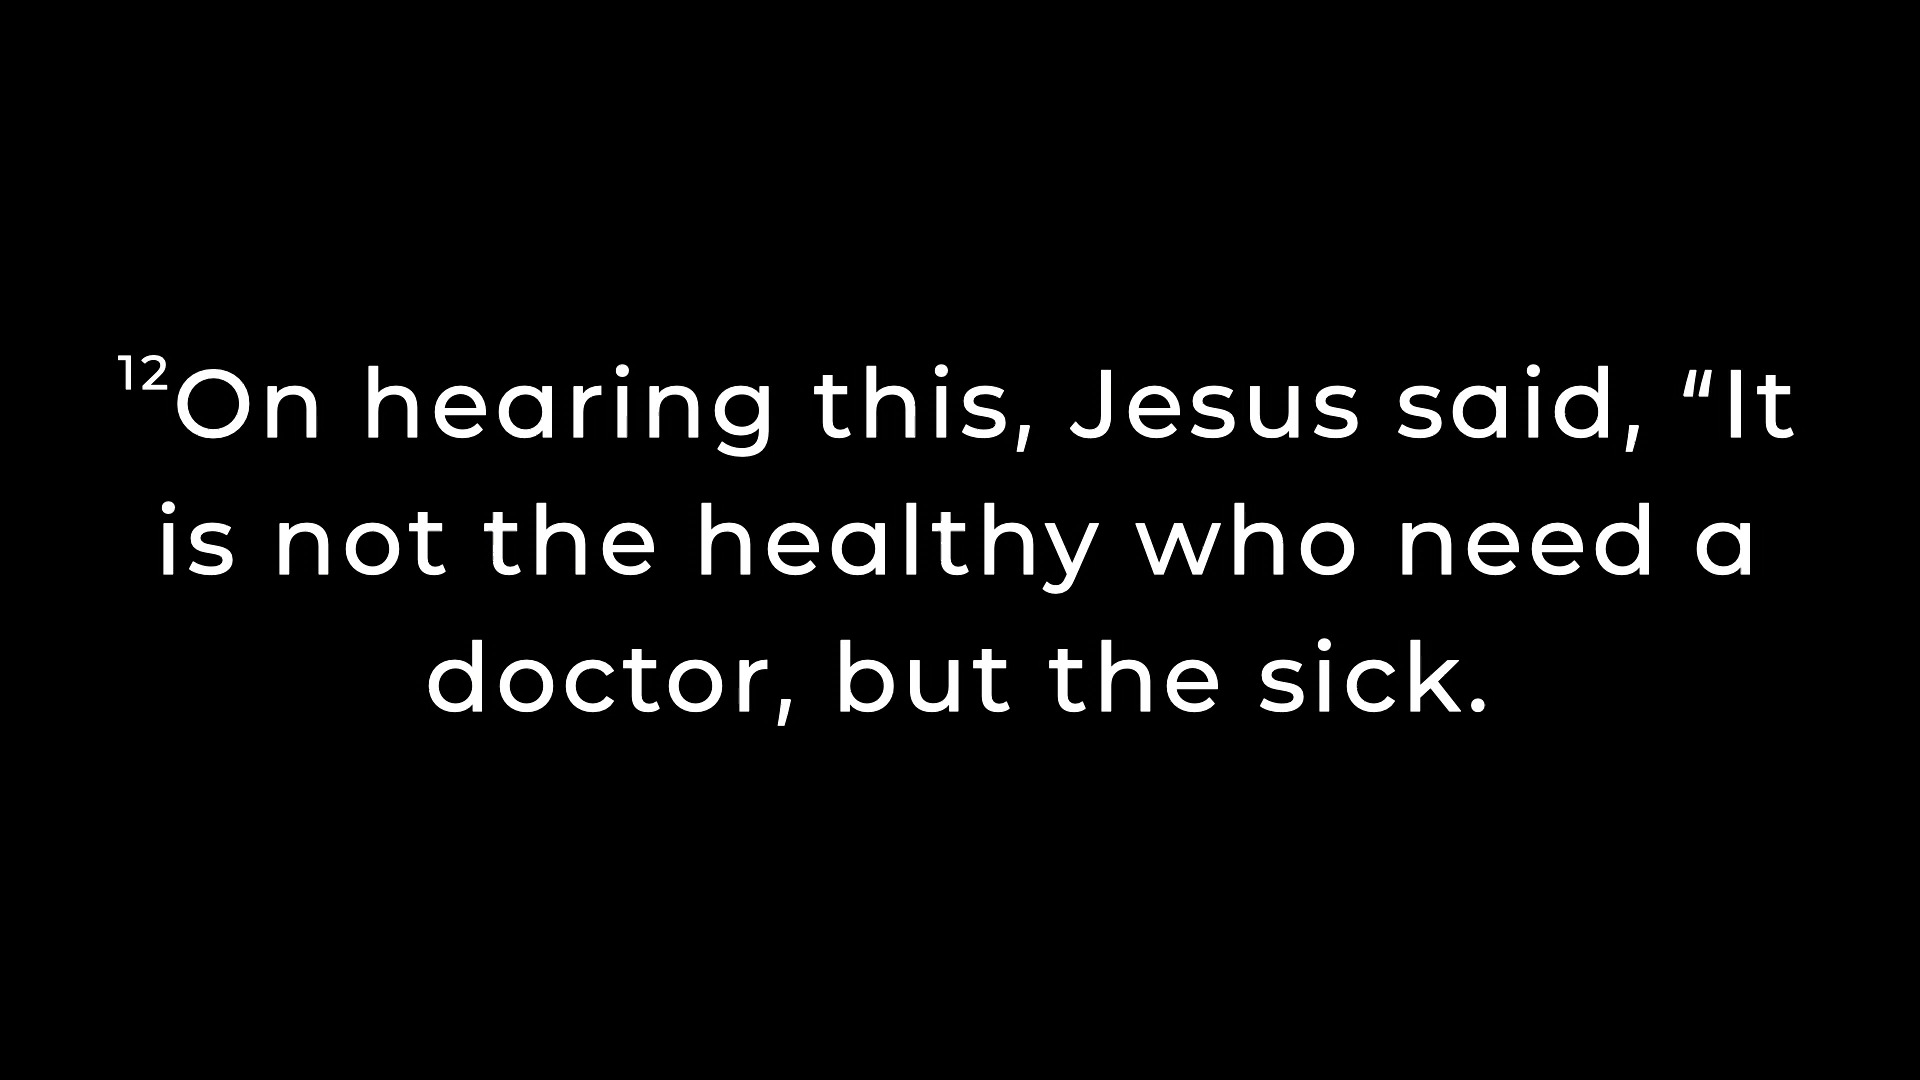 ¹²On hearing this, Jesus said, “It
is not the healthy who need a
doctor, but the sick.